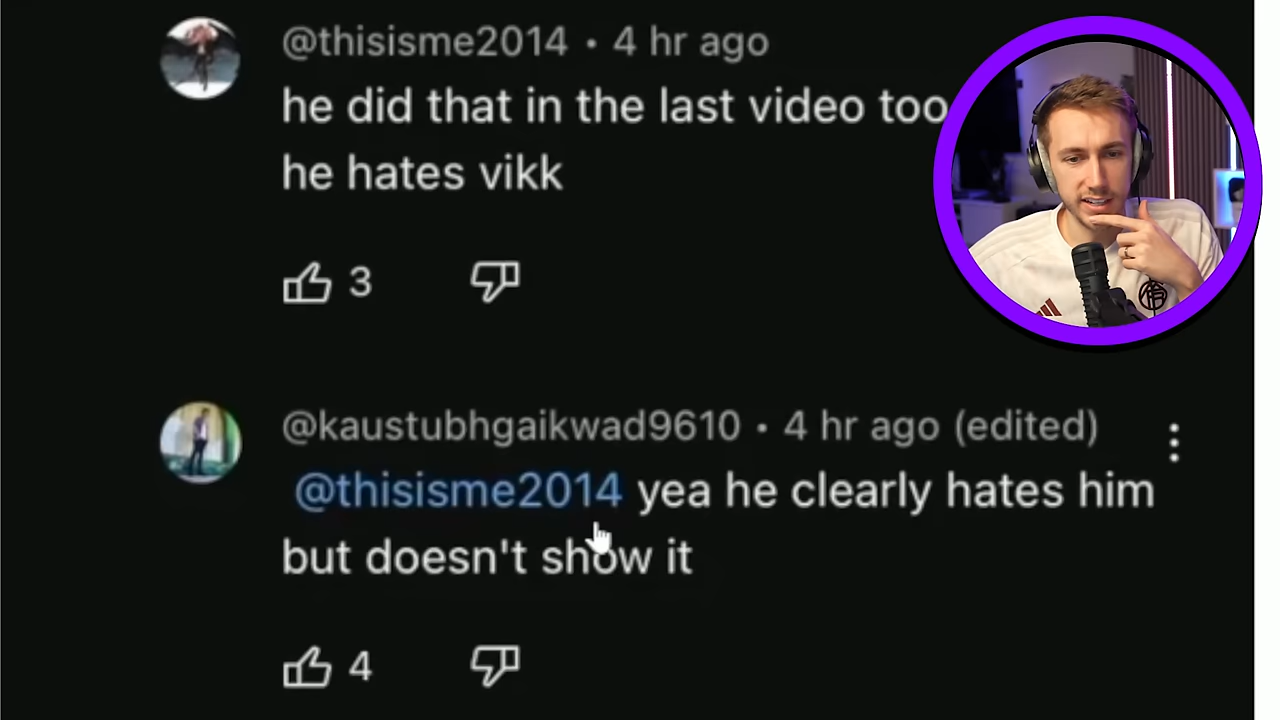 @thisisme2014 • 4 hr ago
he did that in the last video too
he hates vikk
3
@kaustubhgaikwad9610 • 4 hr ago (edited)
@thisisme2014 yea he clearly hates him
but doesn't show it
4